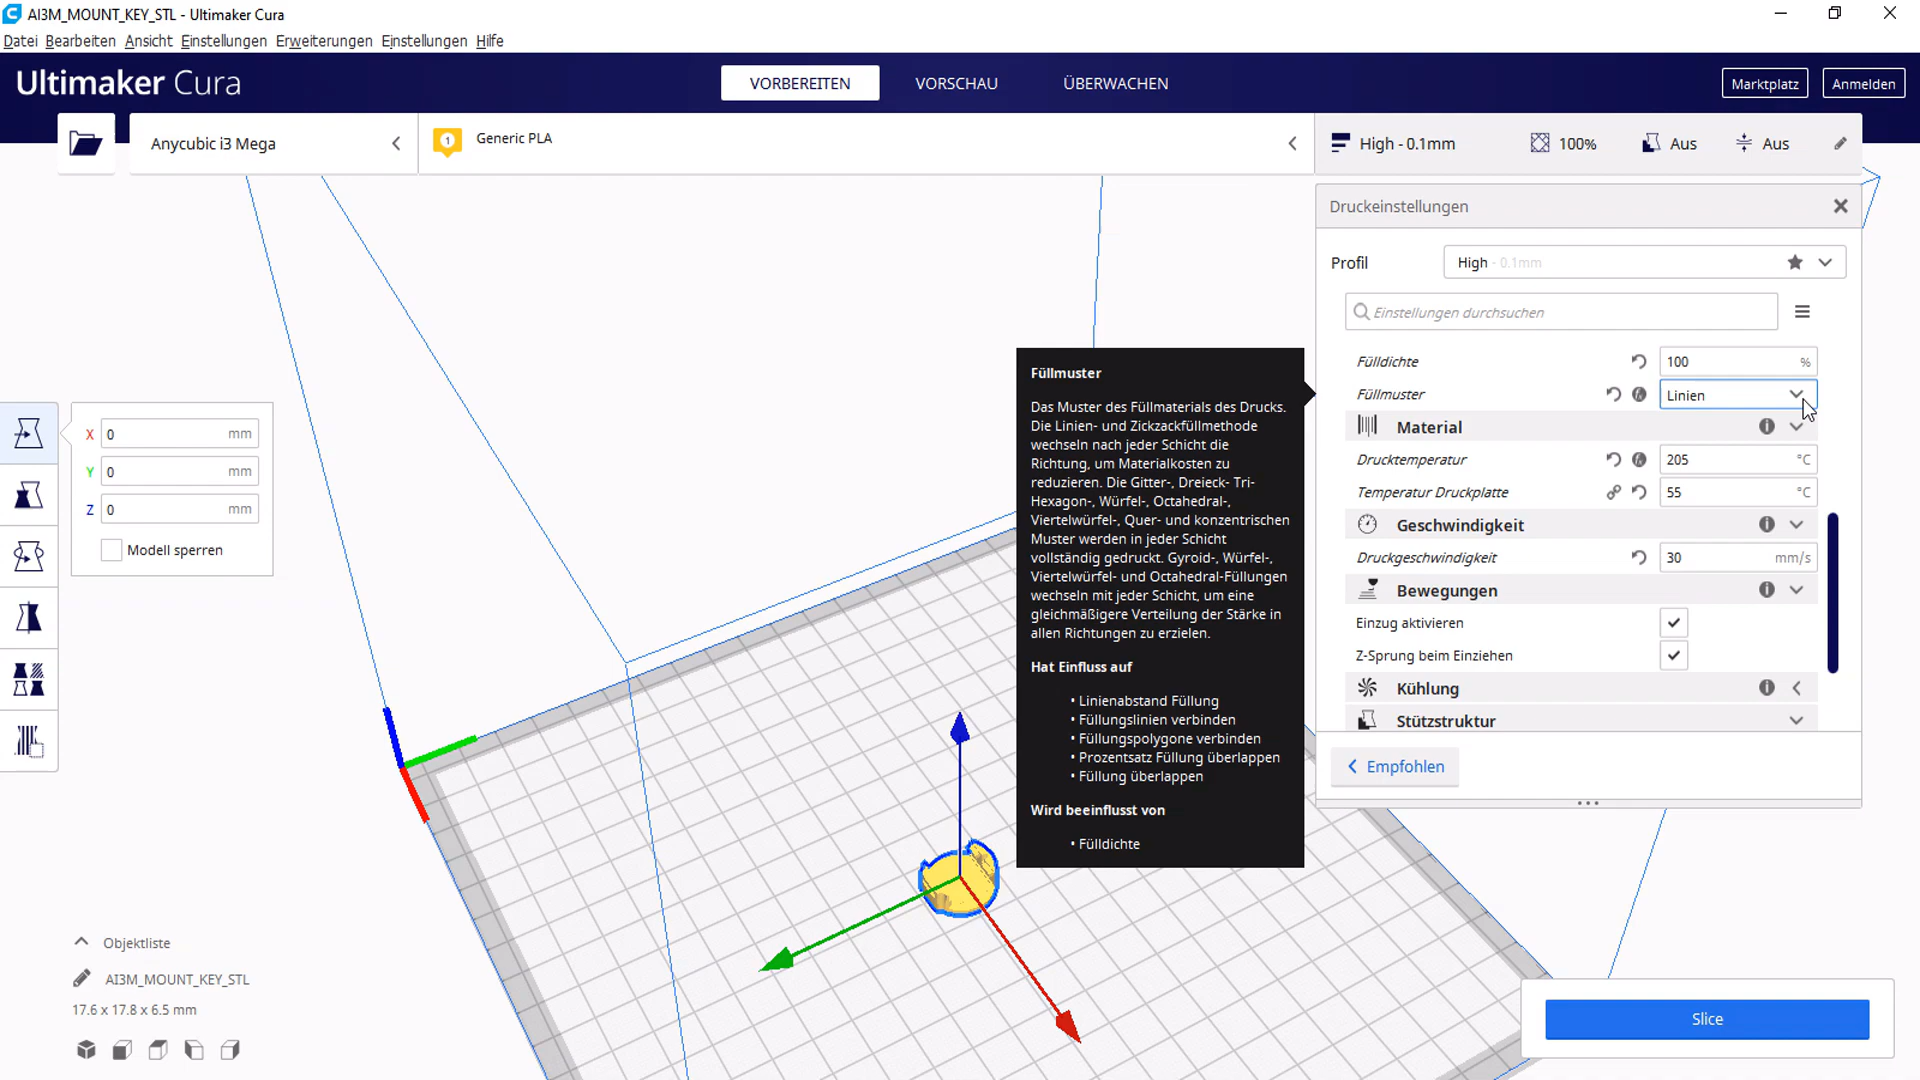 AI3M_MOUNT_KEY_STL - Ultimaker Cura
Datei Bearbeiten Ansicht Einstellungen Erweiterungen Einstellungen Hilfe
Ultimaker Cura
VORBEREITEN
VORSCHAU
ÜBERWACHEN
Marktplatz
Anmelden
Anycubic i3 Mega
1
Generic PLA
High - 0.1mm
100%
Aus
Aus
Druckeinstellungen
Profil
High - 0.1mm
Einstellungen durchsuchen
Fülldichte
100 %
Füllmuster
Linien
Material
Drucktemperatur
205 °C
Temperatur Druckplatte
55 °C
Geschwindigkeit
Druckgeschwindigkeit
30 mm/s
Bewegungen
Einzug aktivieren
Z-Sprung beim Einziehen
Kühlung
Stützstruktur
Empfohlen
Füllmuster
Das Muster des Füllmaterials des Drucks.
Die Linien- und Zickzackfüllmethode
wechseln nach jeder Schicht die
Richtung, um Materialkosten zu
reduzieren. Die Gitter-, Dreieck- Tri-
Hexagon-, Würfel-, Octahedral-,
Viertelwürfel-, Quer- und konzentrischen
Muster werden in jeder Schicht
vollständig gedruckt. Gyroid-, Würfel-,
Viertelwürfel- und Octahedral-Füllungen
wechseln mit jeder Schicht, um eine
gleichmäßigere Verteilung der Stärke in
allen Richtungen zu erzielen.
Hat Einfluss auf
• Linienabstand Füllung
• Füllungslinien verbinden
• Füllungspolygone verbinden
• Prozentsatz Füllung überlappen
• Füllung überlappen
Wird beeinflusst von
• Fülldichte
X 0 mm
Y 0 mm
Z 0 mm
Modell sperren
Objektliste
AI3M_MOUNT_KEY_STL
17.6 x 17.8 x 6.5 mm
Slice